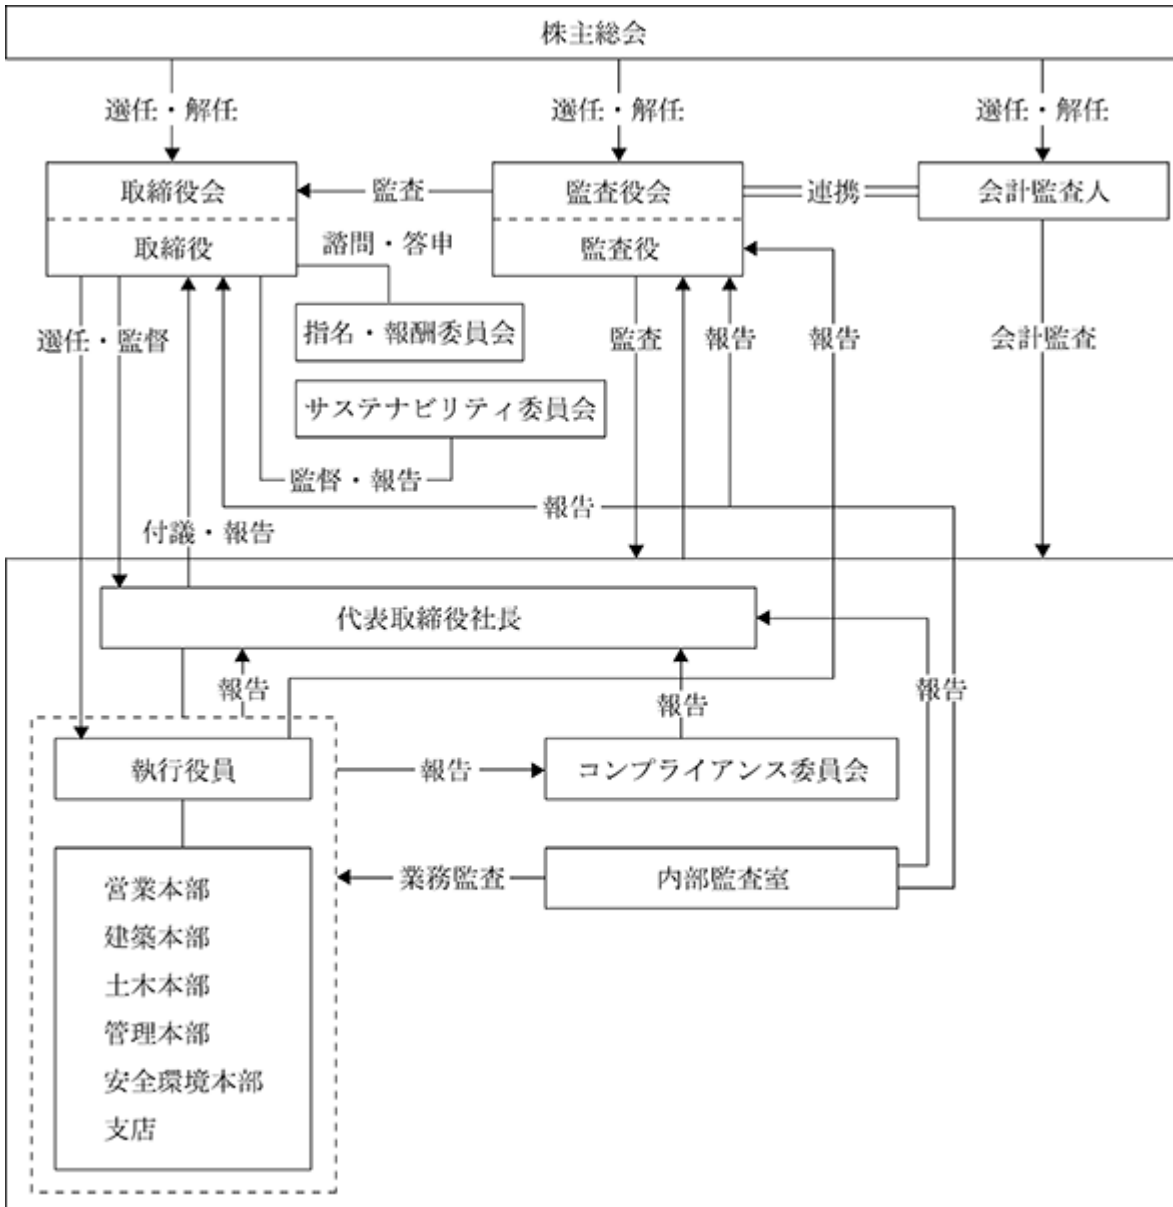 株主総会
選任・解任
選任・解任
選任・解任
取締役会
監査
監査役会
連携
会計監査人
取締役
諮問・答申
監査役
選任・監督
指名・報酬委員会
監査
報告
報告
会計監査
サステナビリティ委員会
監督・報告
報告
付議・報告
代表取締役社長
報告
報告
報告
執行役員
報告
コンプライアンス委員会
業務監査
内部監査室
営業本部
建築本部
土木本部
管理本部
安全環境本部
支店